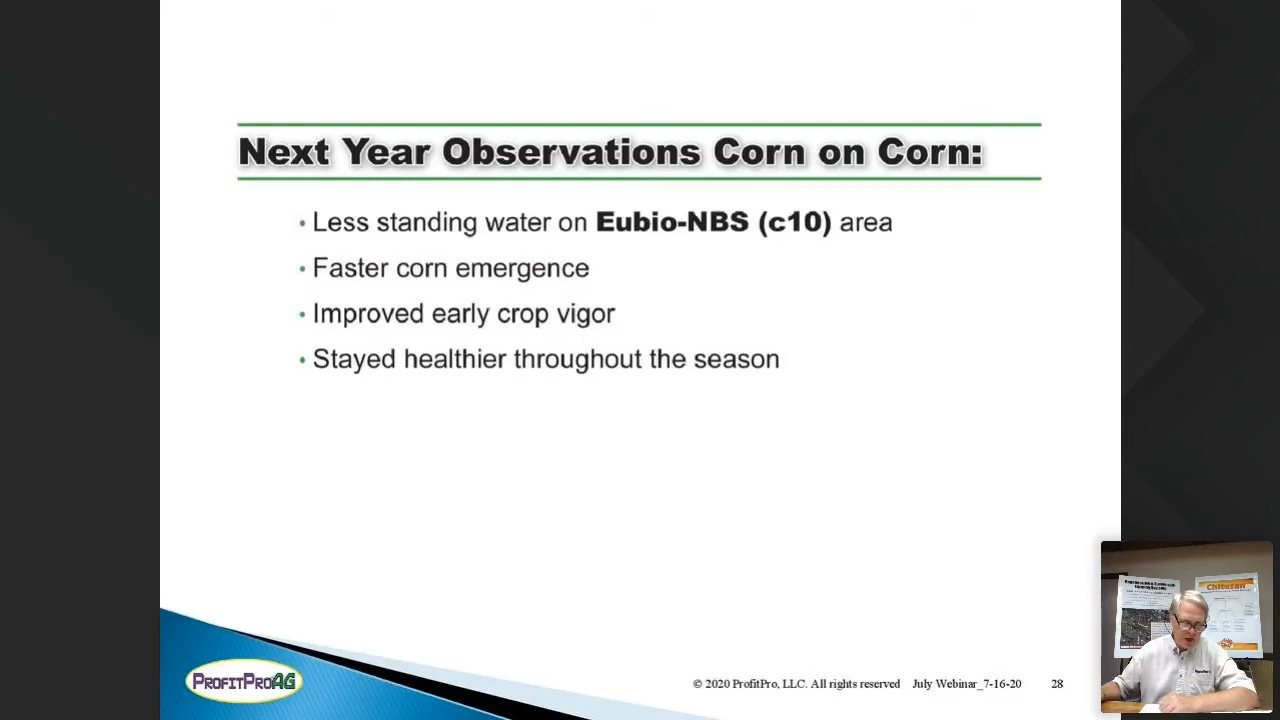 Next Year Observations Corn on Corn:
• Less standing water on Eubio-NBS (c10) area
• Faster corn emergence
• Improved early crop vigor
• Stayed healthier throughout the season
PROFITPROAG
© 2020 ProfitPro, LLC. All rights reserved July Webinar_7-16-20 28
Chitosan